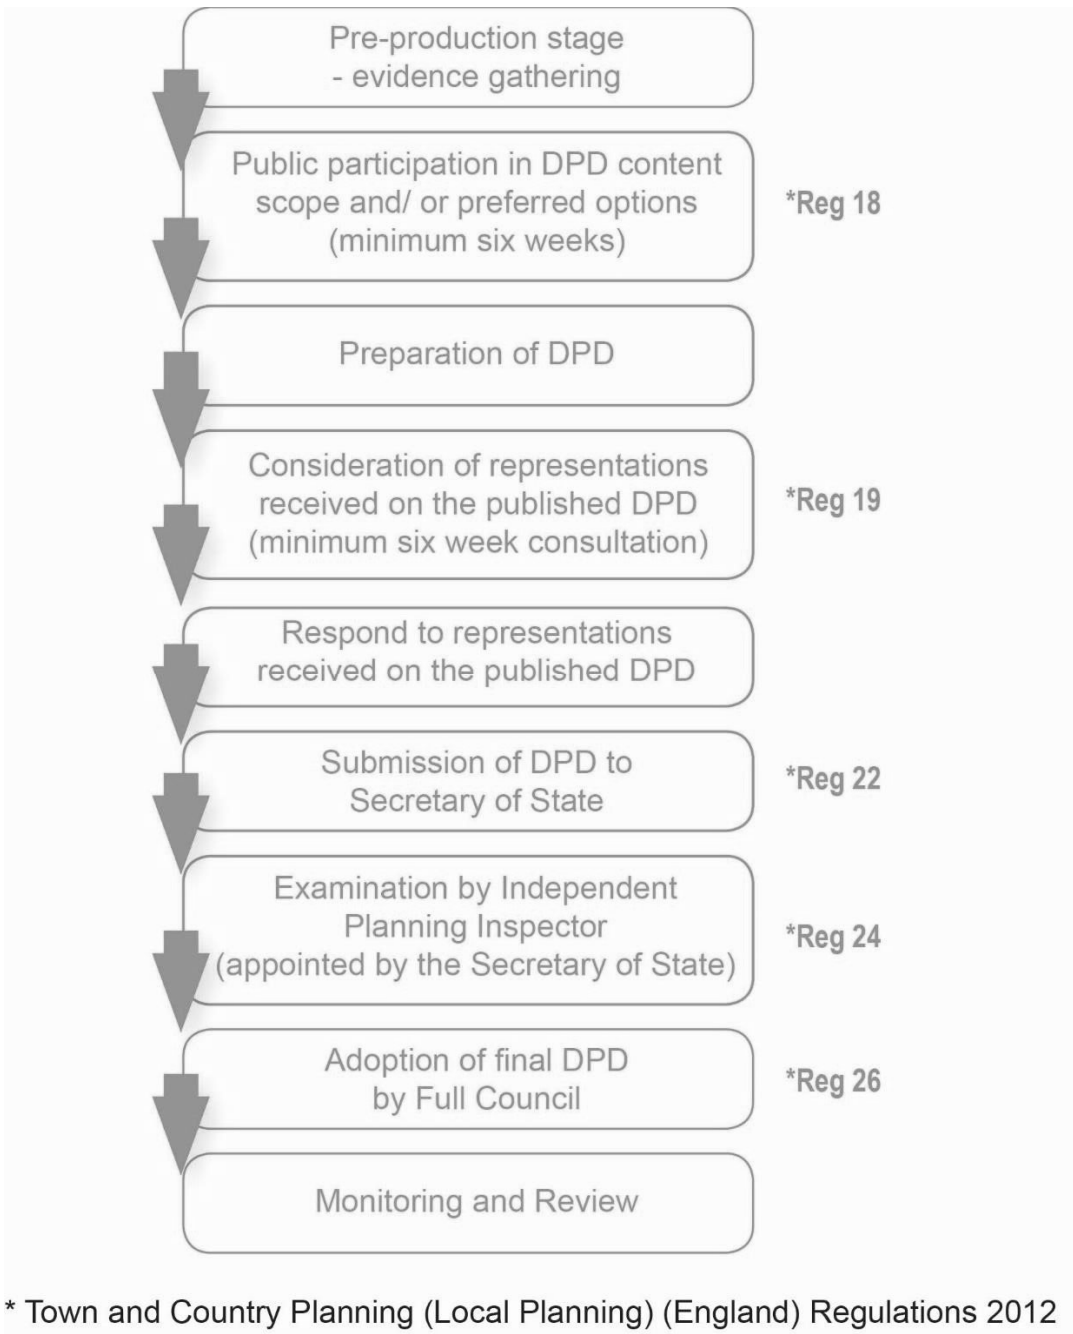 Pre-production stage
- evidence gathering
Public participation in DPD content
scope and/ or preferred options
(minimum six weeks)
*Reg 18
Preparation of DPD
Consideration of representations
received on the published DPD
(minimum six week consultation)
*Reg 19
Respond to representations
received on the published DPD
Submission of DPD to
Secretary of State
*Reg 22
Examination by Independent
Planning Inspector
(appointed by the Secretary of State)
*Reg 24
Adoption of final DPD
by Full Council
*Reg 26
Monitoring and Review
* Town and Country Planning (Local Planning) (England) Regulations 2012